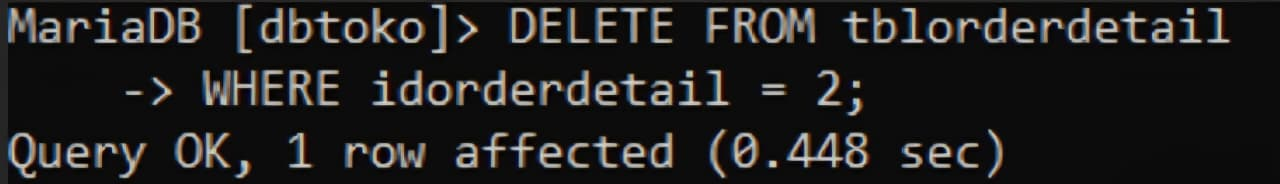 MariaDB [dbtoko]> DELETE FROM tblorderdetail
    -> WHERE idorderdetail = 2;
Query OK, 1 row affected (0.448 sec)